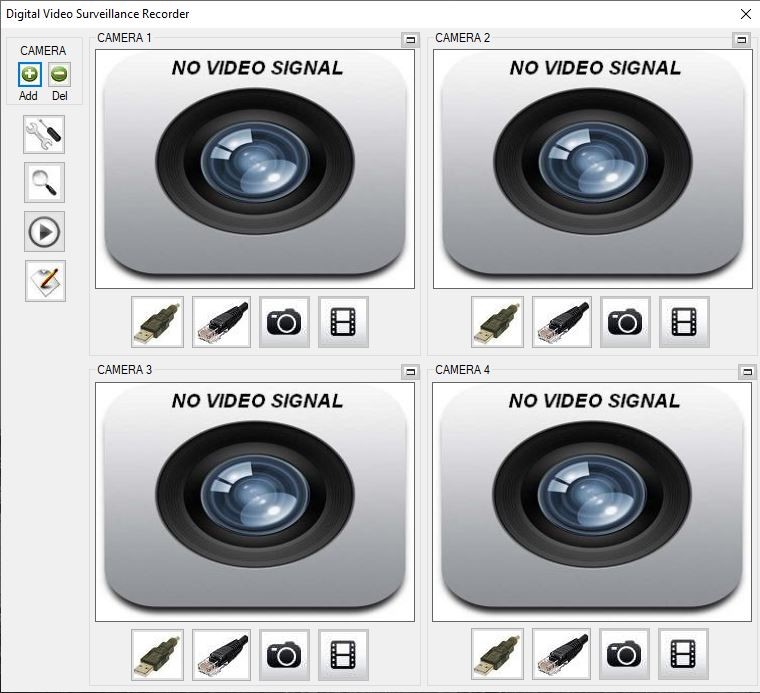 Digital Video Surveillance Recorder
CAMERA
Add Del
CAMERA 1
NO VIDEO SIGNAL
CAMERA 2
NO VIDEO SIGNAL
CAMERA 3
NO VIDEO SIGNAL
CAMERA 4
NO VIDEO SIGNAL